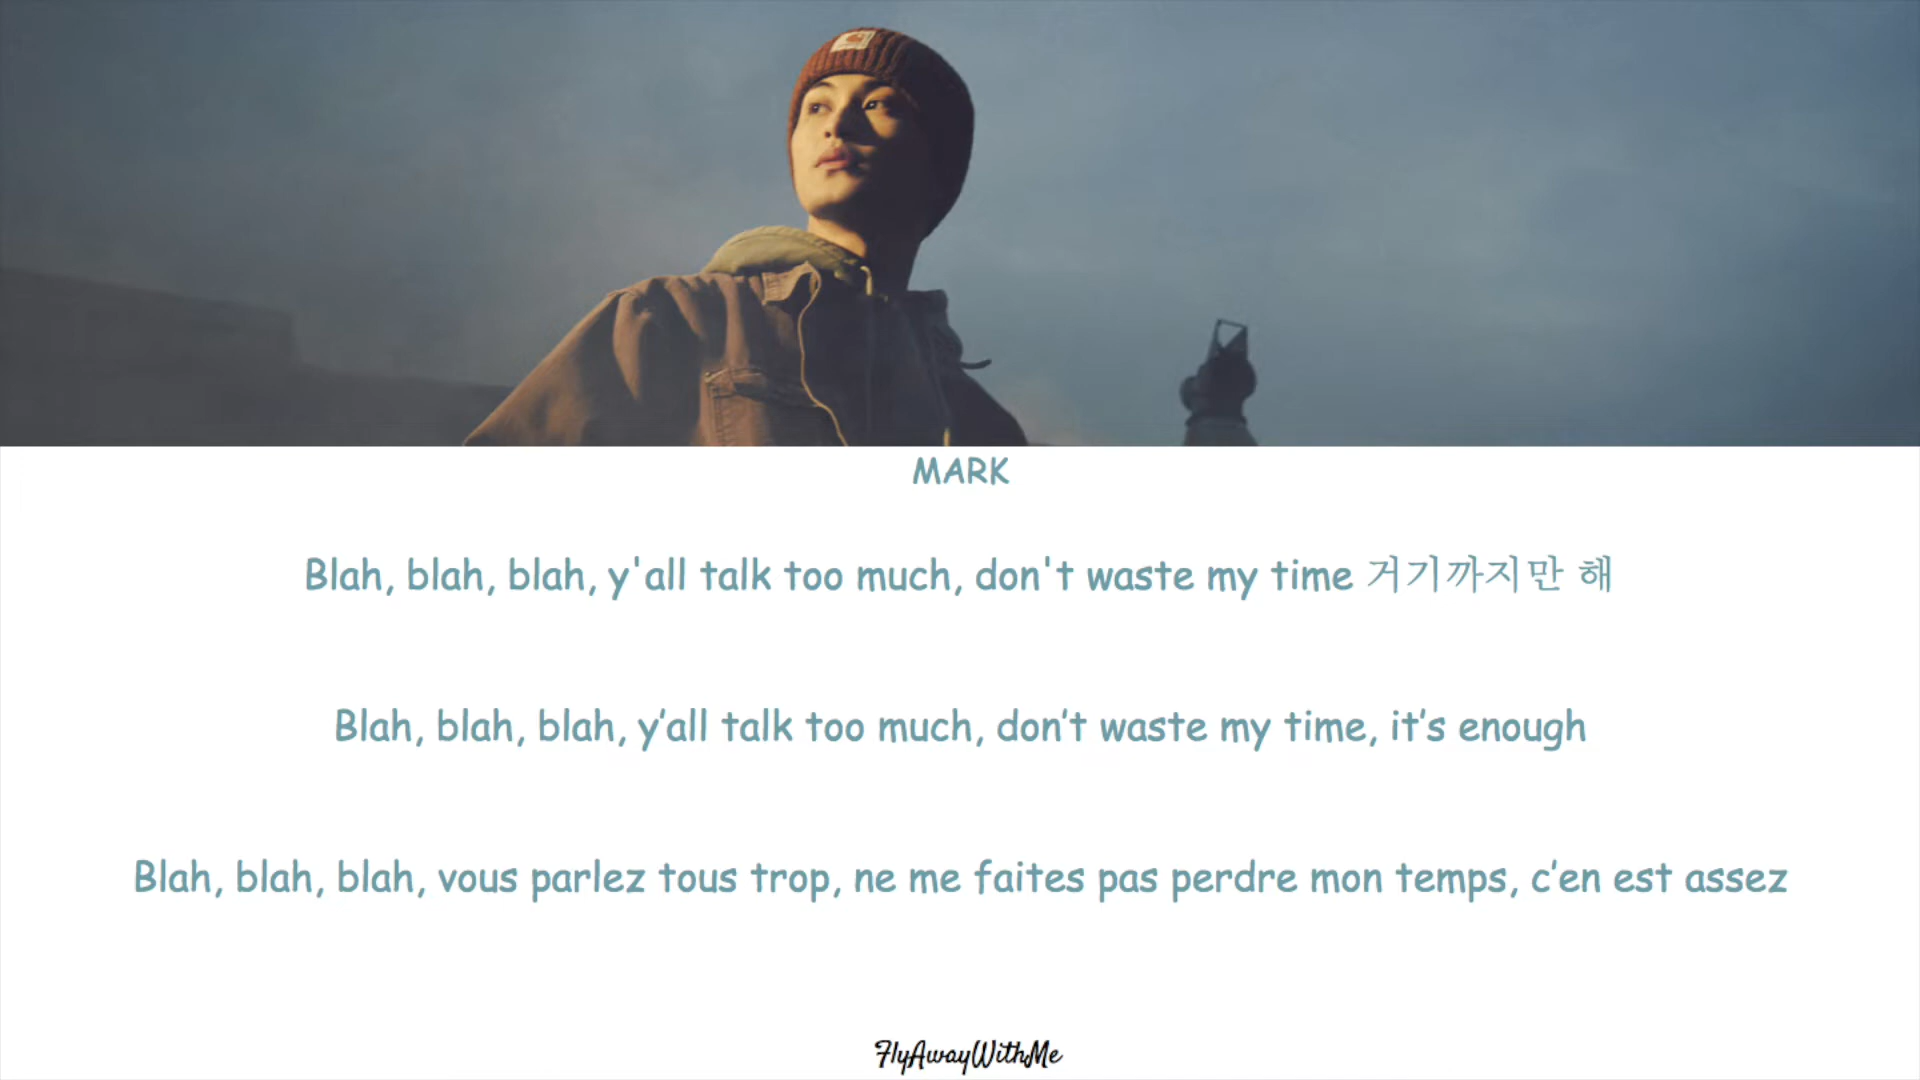 MARK
Blah, blah, blah, y'all talk too much, don't waste my time 거기까지만 해
Blah, blah, blah, y’all talk too much, don’t waste my time, it’s enough
Blah, blah, blah, vous parlez tous trop, ne me faites pas perdre mon temps, c’en est assez
FlyAwayWithMe